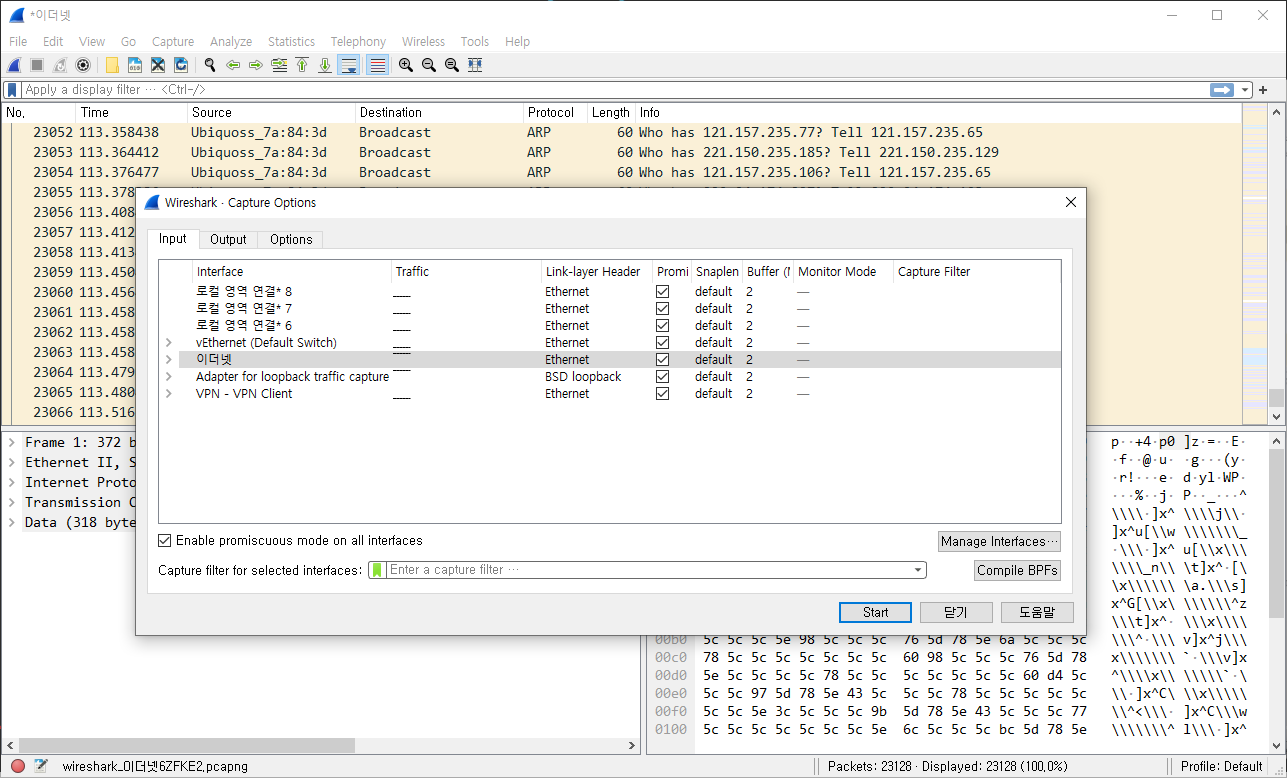 *이더넷
File Edit View Go Capture Analyze Statistics Telephony Wireless Tools Help
Apply a display filter ··· <Ctrl-/>
No. Time Source Destination Protocol Length Info
23052 113.358438 Ubiquoss_7a:84:3d Broadcast ARP 60 Who has 121.157.235.77? Tell 121.157.235.65
23053 113.364412 Ubiquoss_7a:84:3d Broadcast ARP 60 Who has 221.150.235.185? Tell 221.150.235.129
23054 113.376477 Ubiquoss_7a:84:3d Broadcast ARP 60 Who has 121.157.235.106? Tell 121.157.235.65
23055 113.378
23056 113.408
23057 113.412
23058 113.413
23059 113.450
23060 113.456
23061 113.458
23062 113.458
23063 113.458
23064 113.479
23065 113.480
23066 113.516
Wireshark · Capture Options
Input Output Options
Interface Traffic Link-layer Header Promi Snaplen Buffer (M Monitor Mode Capture Filter
로컬 영역 연결* 8 Ethernet default 2 —
로컬 영역 연결* 7 Ethernet default 2 —
로컬 영역 연결* 6 Ethernet default 2 —
vEthernet (Default Switch) Ethernet default 2 —
이더넷 Ethernet default 2 —
Adapter for loopback traffic capture BSD loopback default 2 —
VPN - VPN Client Ethernet default 2 —
Enable promiscuous mode on all interfaces
Manage Interfaces···
Capture filter for selected interfaces: Enter a capture filter ···
Compile BPFs
Start 닫기 도움말
Frame 1: 372 b
Ethernet II, S
Internet Proto
Transmission C
Data (318 byte
p··+4·p0 ]z·=··E
·f··@·u· ·g···(y
·r!···e· d·yl·WP
···%··j· P··_···^
\\\\·]x^ \\\\j\\·
]x^u[\\w \\\\\\\_
·\\\·]x^ u[\\x\\\
\\\\_n\\ \t]x^·[\
\x\\\\\\ \a.\\\s]
x^G[\\x\ \\\\\\^z
\\\t]x^· \\\x\\\\
\\\^·\\\ v]x^j\\\
x\\\\\\\ `·\\\v]x
^\\\\x\\ \\\\\`·\
\\·]x^C\ \\x\\\\\
\\^<\\\· ]x^C\\\w
\\\\\\\^ l\\\·]x^
00b0 5c 5c 5c 5e 98 5c 5c 5c 76 5d 78 5e 6a 5c 5c 5c
00c0 78 5c 5c 5c 5c 5c 5c 5c 60 98 5c 5c 5c 76 5d 78
00d0 5e 5c 5c 5c 5c 78 5c 5c 5c 5c 5c 5c 5c 60 d4 5c
00e0 5c 5c 97 5d 78 5e 43 5c 5c 5c 78 5c 5c 5c 5c 5c
00f0 5c 5c 5e 3c 5c 5c 5c 9b 5d 78 5e 43 5c 5c 5c 77
0100 5c 5c 5c 5c 5c 5c 5c 5e 6c 5c 5c 5c bc 5d 78 5e
wireshark_이더넷6ZFKE2.pcapng Packets: 23128 · Displayed: 23128 (100.0%) Profile: Default